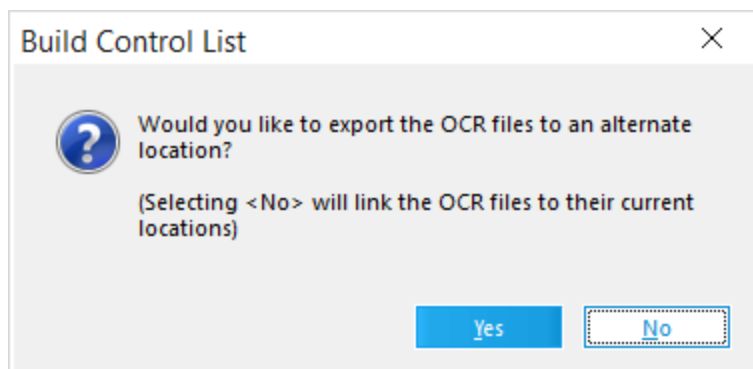 Build Control List
Would you like to export the OCR files to an alternate
location?
(Selecting <No> will link the OCR files to their current
locations)
Yes
No